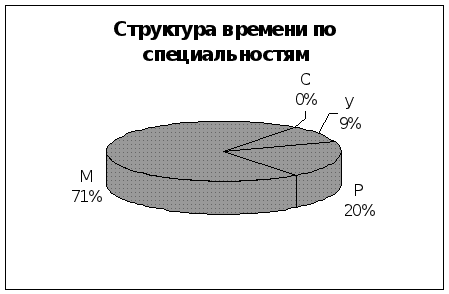 Структура времени по
специальностям
С
0%
У
9%
М
71%
Р
20%